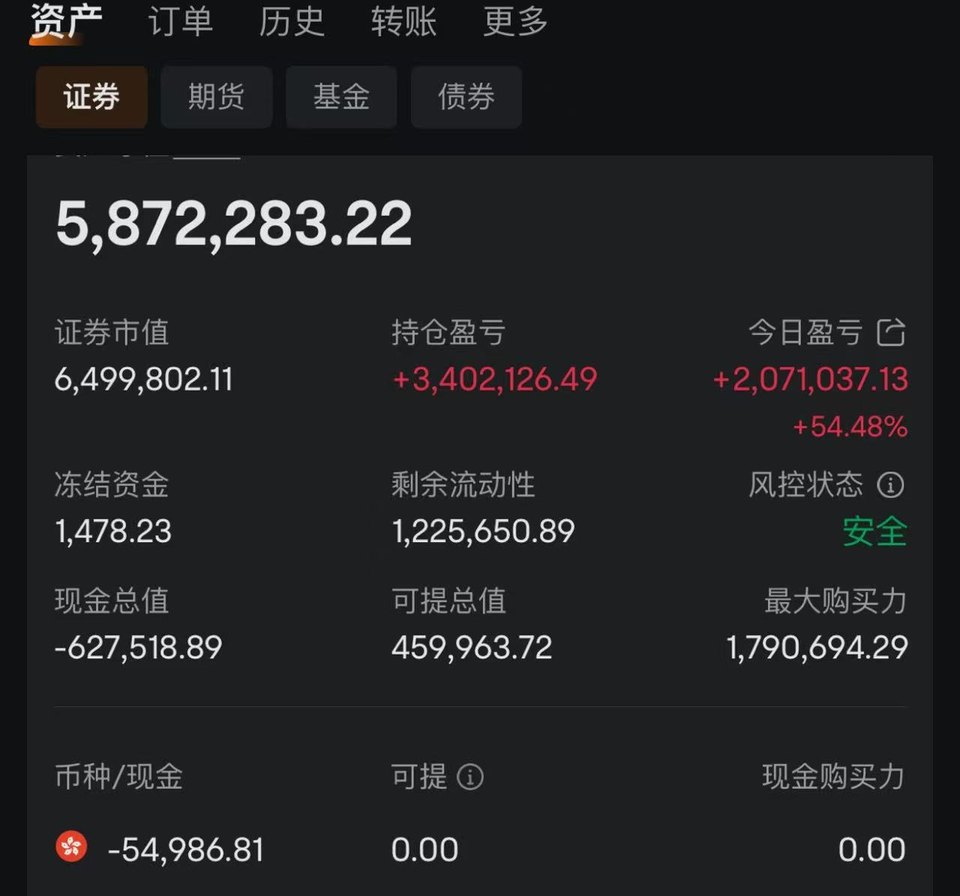 资产 订单 历史 转账 更多
证券 期货 基金 债券
5,872,283.22
证券市值 持仓盈亏 今日盈亏
6,499,802.11 +3,402,126.49 +2,071,037.13
+54.48%
冻结资金 剩余流动性 风控状态
1,478.23 1,225,650.89 安全
现金总值 可提总值 最大购买力
-627,518.89 459,963.72 1,790,694.29
币种/现金 可提 现金购买力
-54,986.81 0.00 0.00